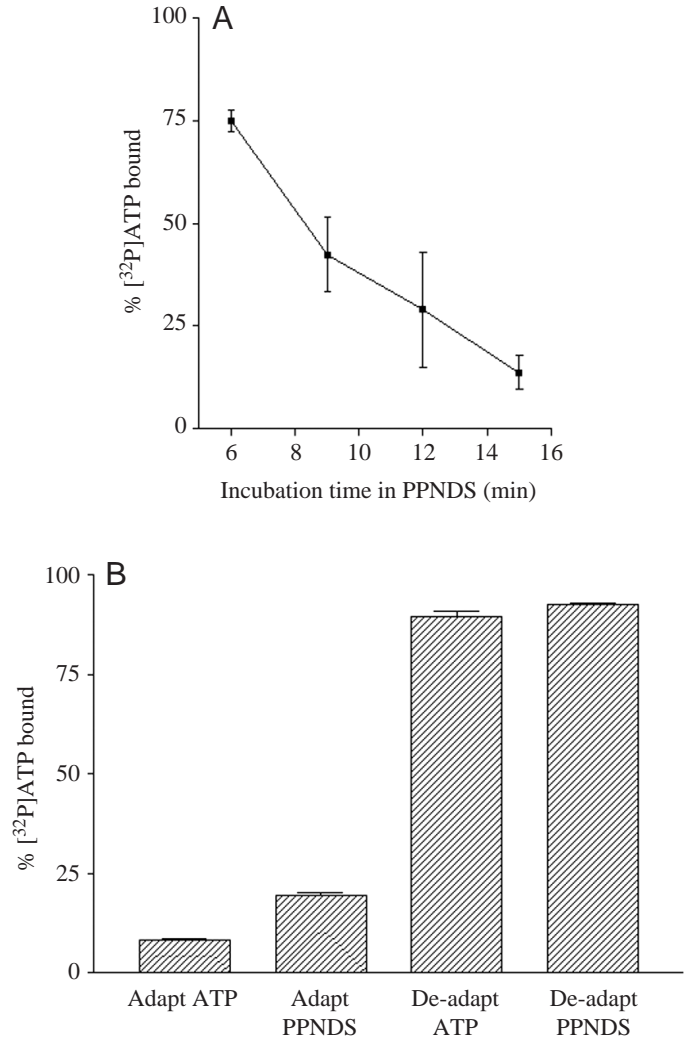 A
100
75
50
25
0
% [³²P]ATP bound
6 8 10 12 14 16
Incubation time in PPNDS (min)
B
100
75
50
25
0
% [³²P]ATP bound
Adapt ATP
Adapt
PPNDS
De-adapt
ATP
De-adapt
PPNDS